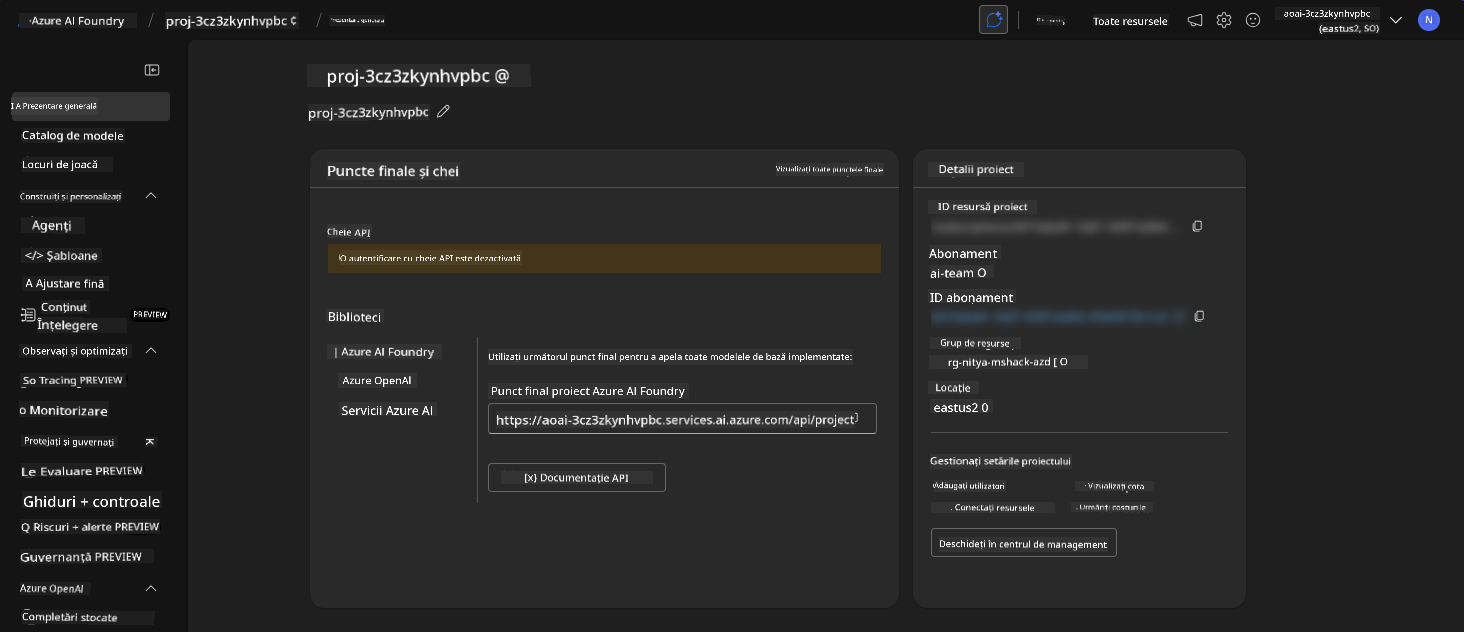 Azure AI Foundry / proj-3cz3zkynhvpbc / Prezentare generală
Toate resursele
aoai-3cz3zkynhvpbc
(eastus2, SO)
N
I A Prezentare generală
Catalog de modele
Locuri de joacă
Construiți și personalizați
Agenți
</> Șabloane
A Ajustare fină
Conținut
Înțelegere
PREVIEW
Observați și optimizați
So Tracing PREVIEW
o Monitorizare
Protejați și guvernați
Le Evaluare PREVIEW
Ghiduri + controale
Q Riscuri + alerte PREVIEW
Guvernanță PREVIEW
Azure OpenAI
Completări stocate
proj-3cz3zkynhvpbc @
proj-3cz3zkynhvpbc
Puncte finale și chei
Vizualizați toate punctele finale
Cheie API
!O autentificare cu cheie API este dezactivată
Biblioteci
| Azure AI Foundry
Azure OpenAI
Servicii Azure AI
Utilizați următorul punct final pentru a apela toate modelele de bază implementate:
Punct final proiect Azure AI Foundry
https://aoai-3cz3zkynhvpbc.services.ai.azure.com/api/project
[x} Documentație API
Detalii proiect
ID resursă proiect
Abonament
ai-team O
ID abonament
Grup de resurse
rg-nitya-mshack-azd [ O
Locație
eastus2 0
Gestionați setările proiectului
Adăugați utilizatori
Vizualizați cota
. Conectați resursele
. Urmăriți costurile
Deschideți în centrul de management